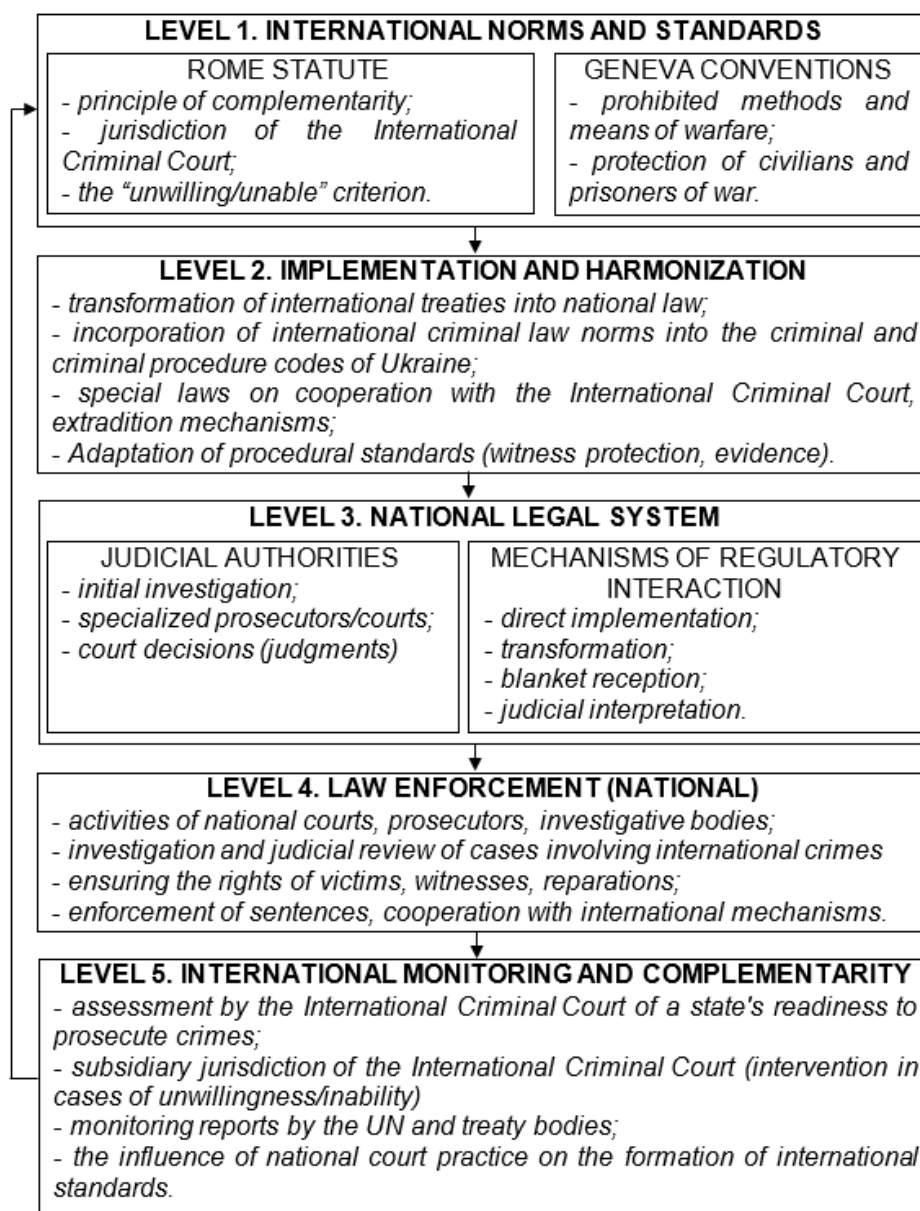 LEVEL 1. INTERNATIONAL NORMS AND STANDARDS
ROME STATUTE
- principle of complementarity;
- jurisdiction of the International
Criminal Court;
- the “unwilling/unable” criterion.
GENEVA CONVENTIONS
- prohibited methods and
means of warfare;
- protection of civilians and
prisoners of war.
LEVEL 2. IMPLEMENTATION AND HARMONIZATION
- transformation of international treaties into national law;
- incorporation of international criminal law norms into the criminal and
criminal procedure codes of Ukraine;
- special laws on cooperation with the International Criminal Court,
extradition mechanisms;
- Adaptation of procedural standards (witness protection, evidence).
LEVEL 3. NATIONAL LEGAL SYSTEM
JUDICIAL AUTHORITIES
- initial investigation;
- specialized prosecutors/courts;
- court decisions (judgments)
MECHANISMS OF REGULATORY
INTERACTION
- direct implementation;
- transformation;
- blanket reception;
- judicial interpretation.
LEVEL 4. LAW ENFORCEMENT (NATIONAL)
- activities of national courts, prosecutors, investigative bodies;
- investigation and judicial review of cases involving international crimes
- ensuring the rights of victims, witnesses, reparations;
- enforcement of sentences, cooperation with international mechanisms.
LEVEL 5. INTERNATIONAL MONITORING AND COMPLEMENTARITY
- assessment by the International Criminal Court of a state's readiness to
prosecute crimes;
- subsidiary jurisdiction of the International Criminal Court (intervention in
cases of unwillingness/inability)
- monitoring reports by the UN and treaty bodies;
- the influence of national court practice on the formation of international
standards.